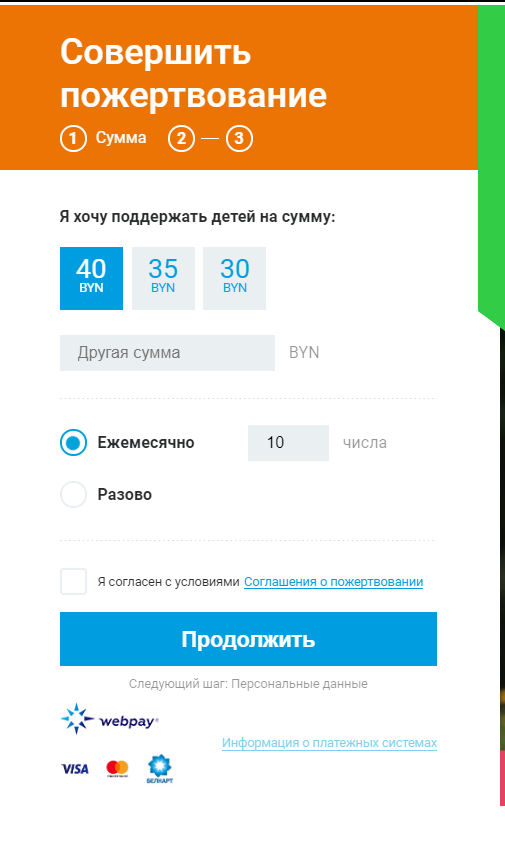 Совершить
пожертвование
1 Сумма 2 — 3
Я хочу поддержать детей на сумму:
40 35 30
BYN BYN BYN
Другая сумма BYN
Ежемесячно 10 числа
Разово
Я согласен с условиями Соглашения о пожертвовании
Продолжить
Следующий шаг: Персональные данные
webpay
Информация о платежных системах
VISA БЕЛКАРТ